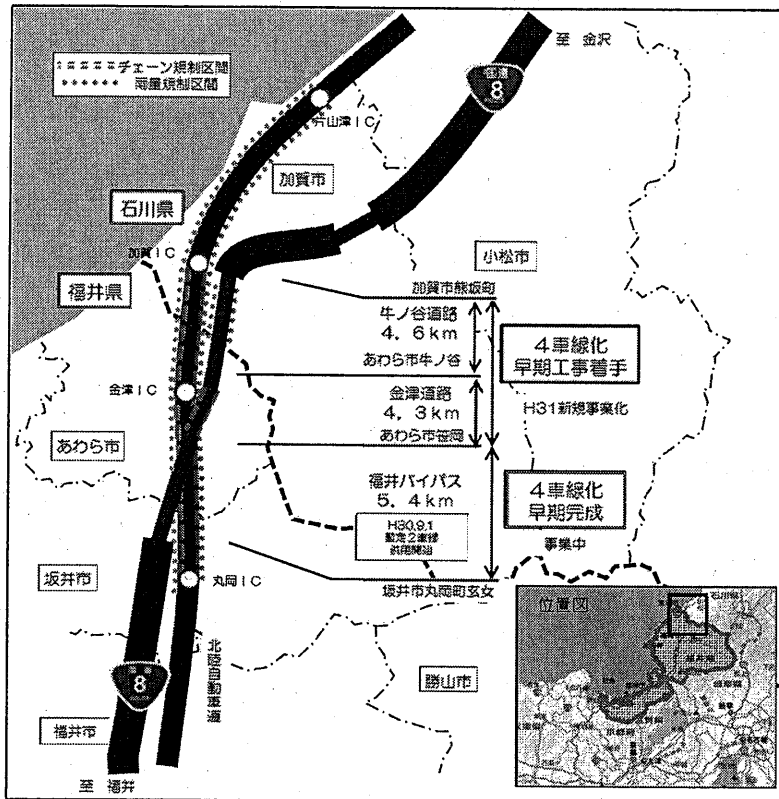 チェーン規制区間
雨量規制区間
至 金沢
国道
8
片山津IC
加賀市
石川県
加賀IC
小松市
福井県
加賀市熊坂町
牛ノ谷道路
4.6km
あわら市牛ノ谷
4車線化
早期工事着手
金津IC
金津道路
4.3km
あわら市笹岡
H31新規事業化
あわら市
福井バイパス
5.4km
4車線化
早期完成
H30.9.1
暫定2車線
供用開始
事業中
坂井市
丸岡IC
坂井市丸岡町玄女
位置図
石川県
北陸自動車道
勝山市
8
福井市
至 福井